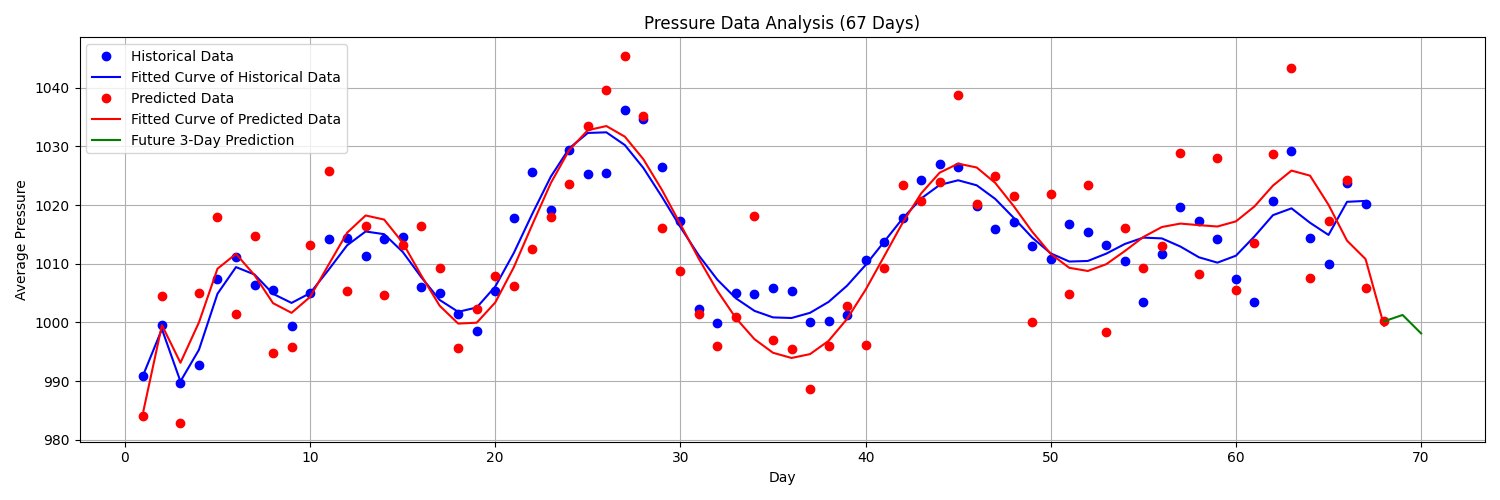 Pressure Data Analysis (67 Days)
Historical Data
Fitted Curve of Historical Data
Predicted Data
Fitted Curve of Predicted Data
Future 3-Day Prediction
Average Pressure
1040
1030
1020
1010
1000
990
980
0 10 20 30 40 50 60 70
Day